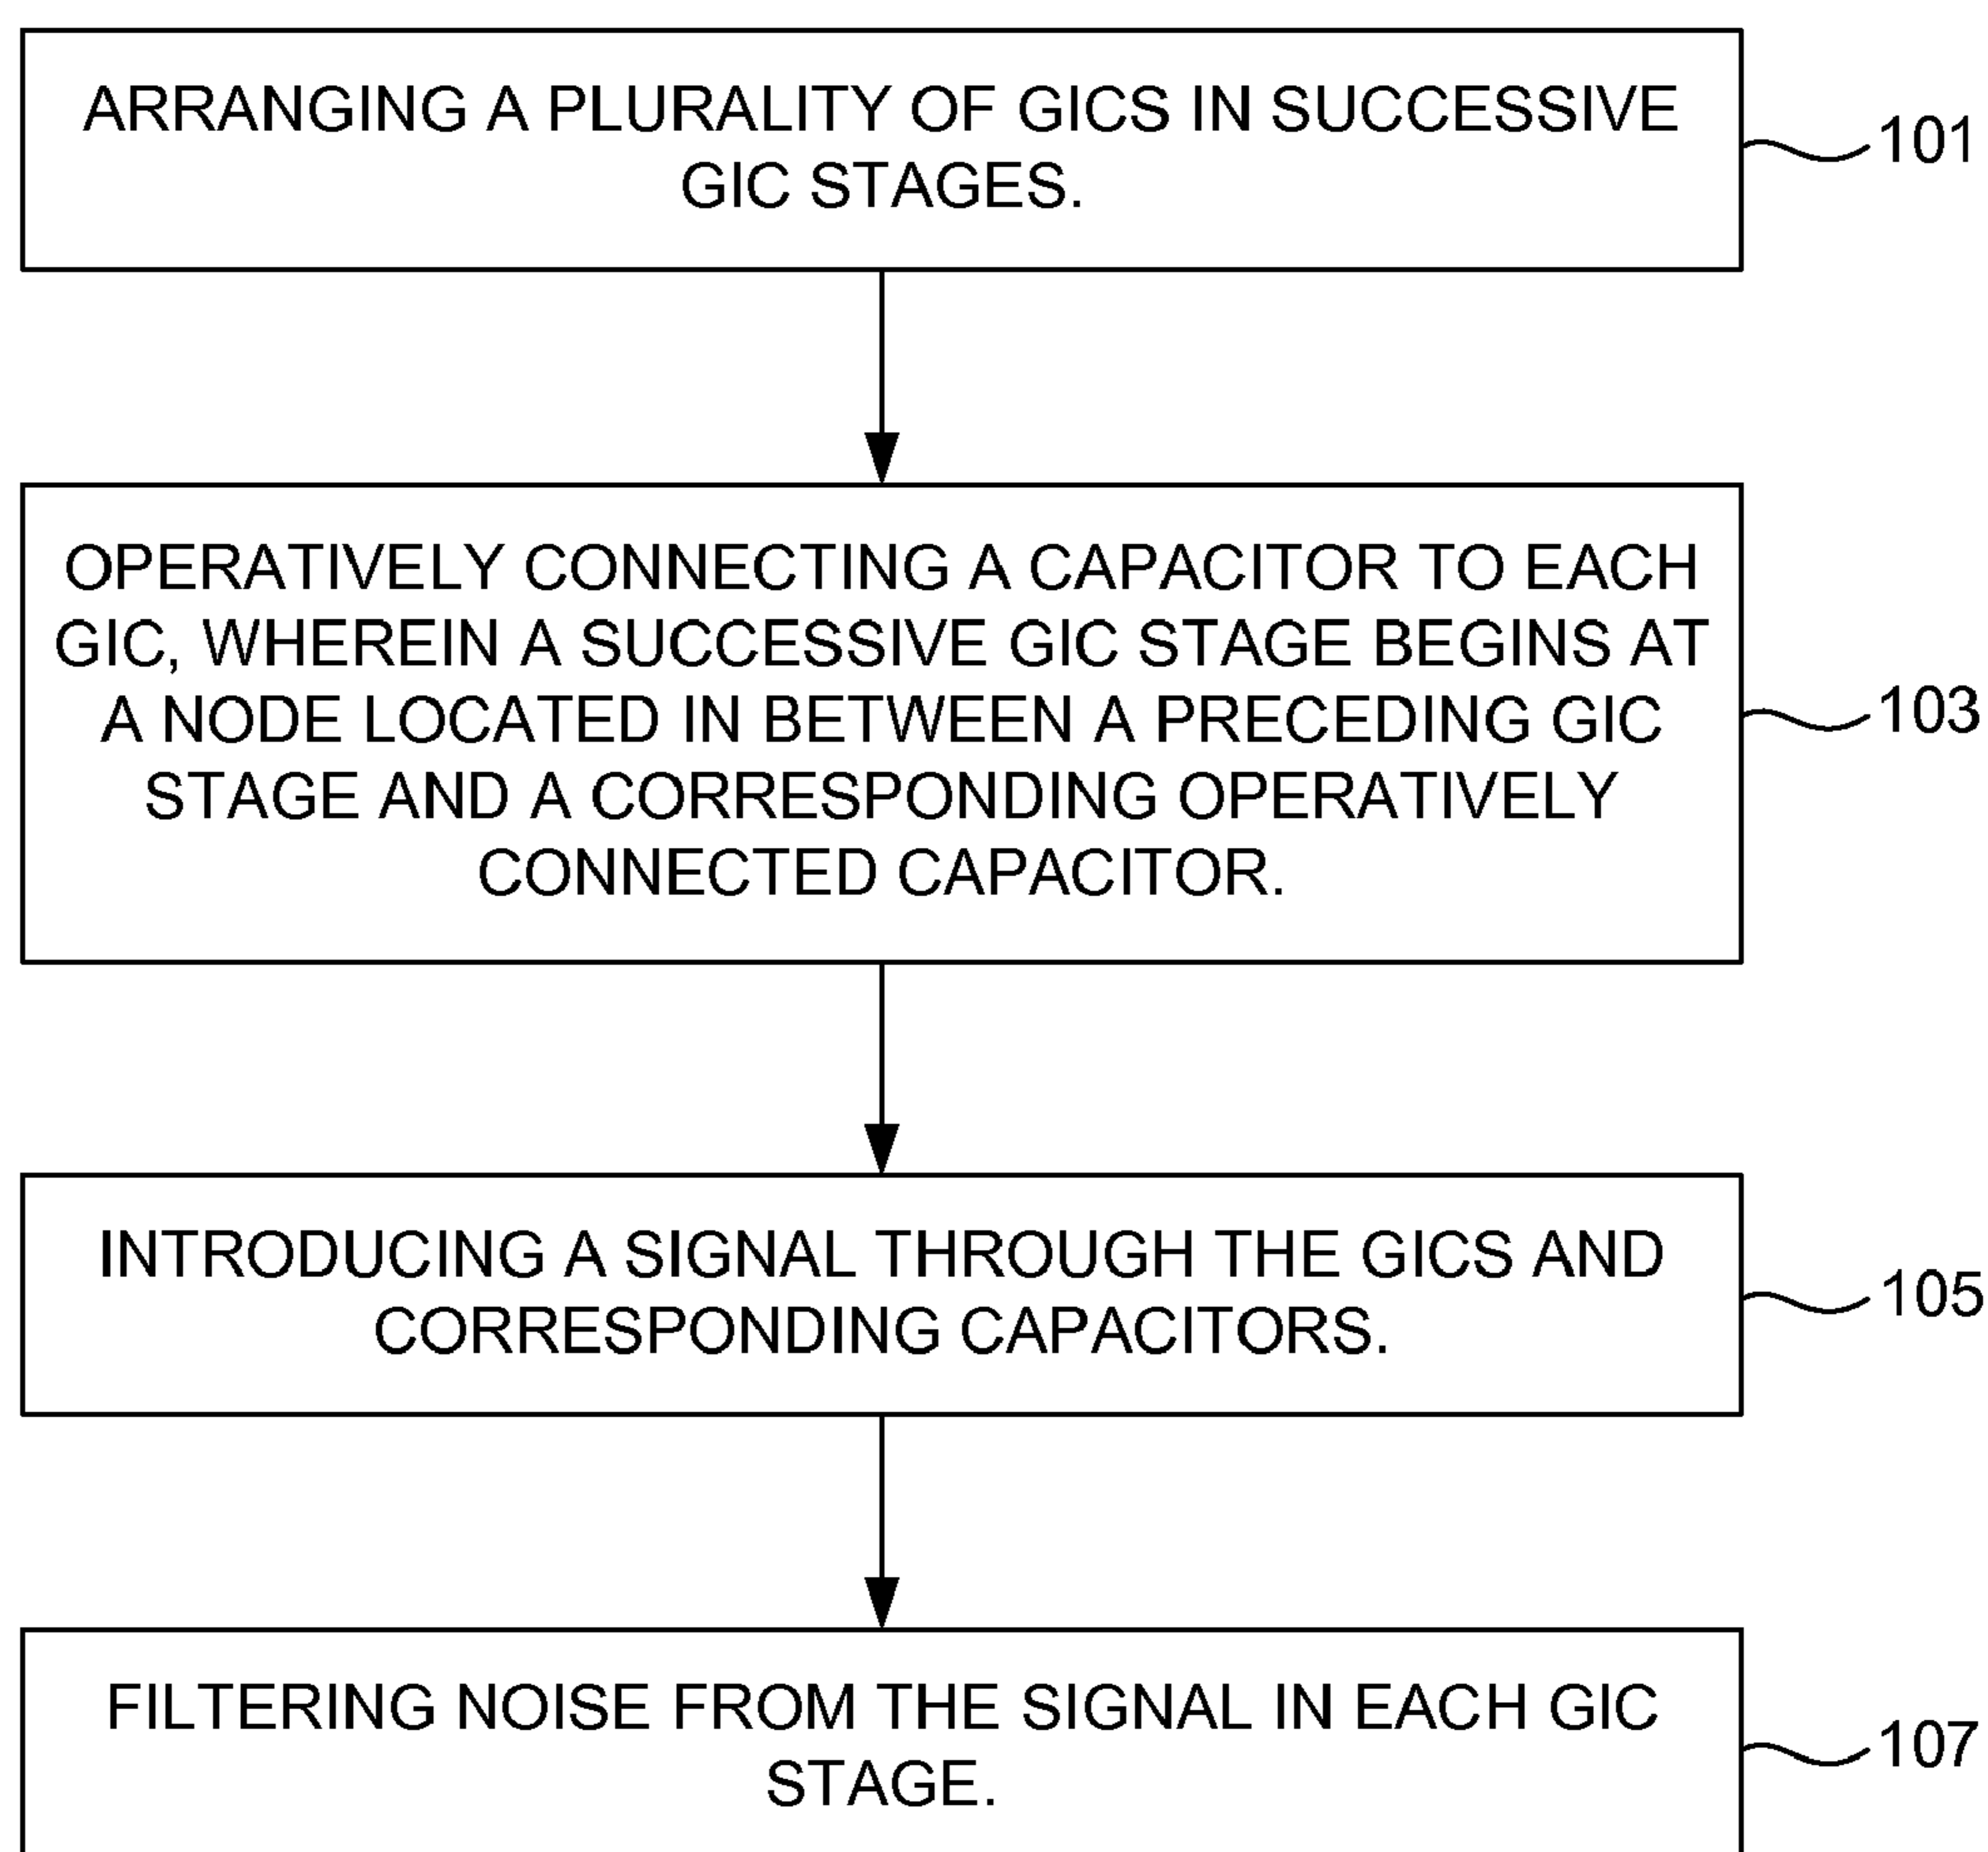 ARRANGING A PLURALITY OF GICS IN SUCCESSIVE
GIC STAGES.
101
OPERATIVELY CONNECTING A CAPACITOR TO EACH
GIC, WHEREIN A SUCCESSIVE GIC STAGE BEGINS AT
A NODE LOCATED IN BETWEEN A PRECEDING GIC
STAGE AND A CORRESPONDING OPERATIVELY
CONNECTED CAPACITOR.
103
INTRODUCING A SIGNAL THROUGH THE GICS AND
CORRESPONDING CAPACITORS.
105
FILTERING NOISE FROM THE SIGNAL IN EACH GIC
STAGE.
107